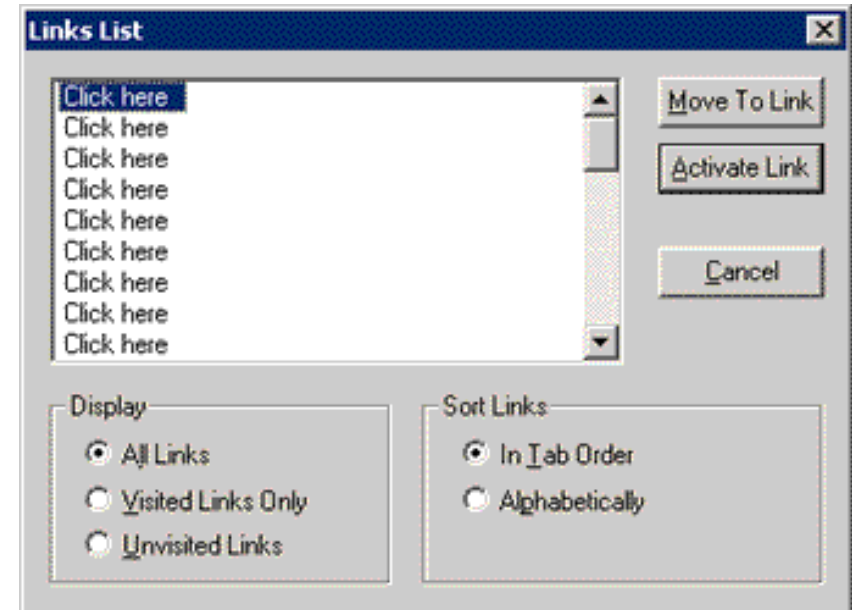 Links List
Click here
Click here
Click here
Click here
Click here
Click here
Click here
Click here
Click here
Move To Link
Activate Link
Cancel
Display
All Links
Visited Links Only
Unvisited Links
Sort Links
In Tab Order
Alphabetically